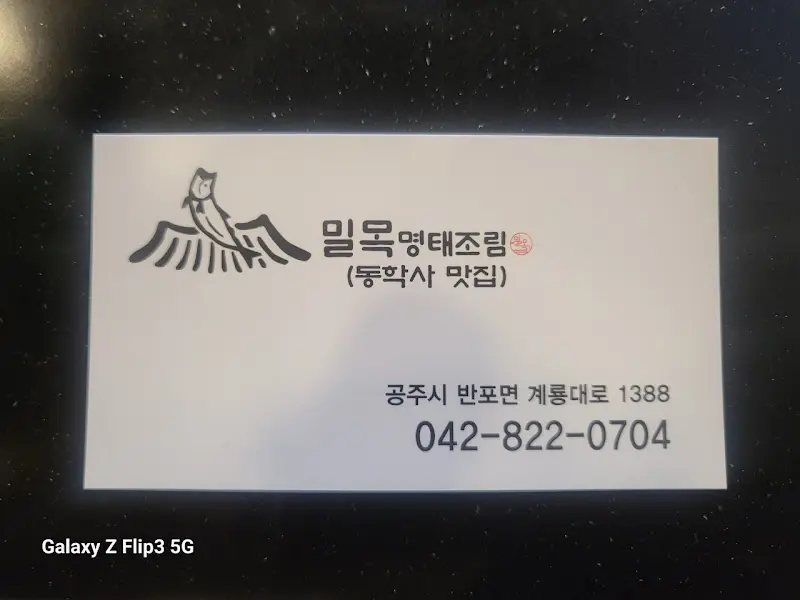 밀목명태조림
(동학사 맛집)
공주시 반포면 계룡대로 1388
042-822-0704
Galaxy Z Flip3 5G